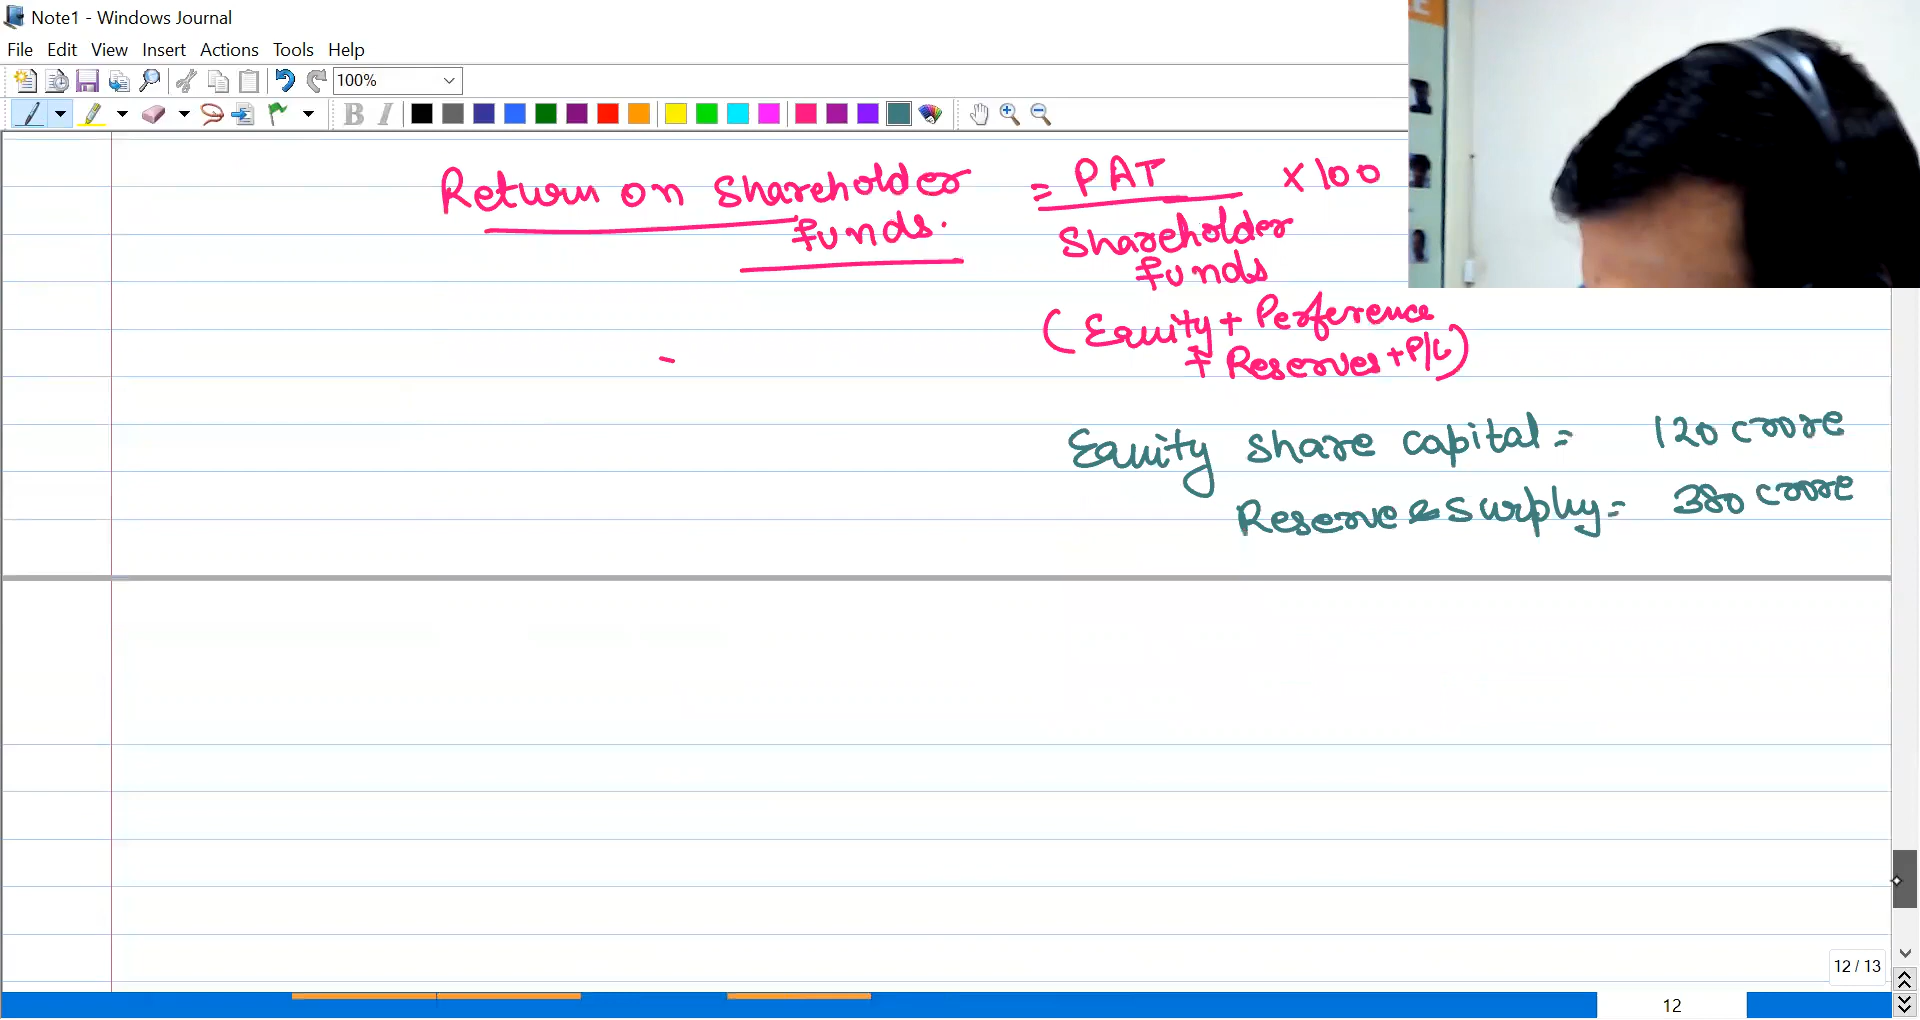 Note1 - Windows Journal
File Edit View Insert Actions Tools Help
100%
B I
Return on Shareholder funds.
= PAT × 100
Shareholder funds
(Equity + Perference + Reserves + P/L)
Equity share capital = 120 crore
Reserve & Surplus = 380 crore
12 / 13
12